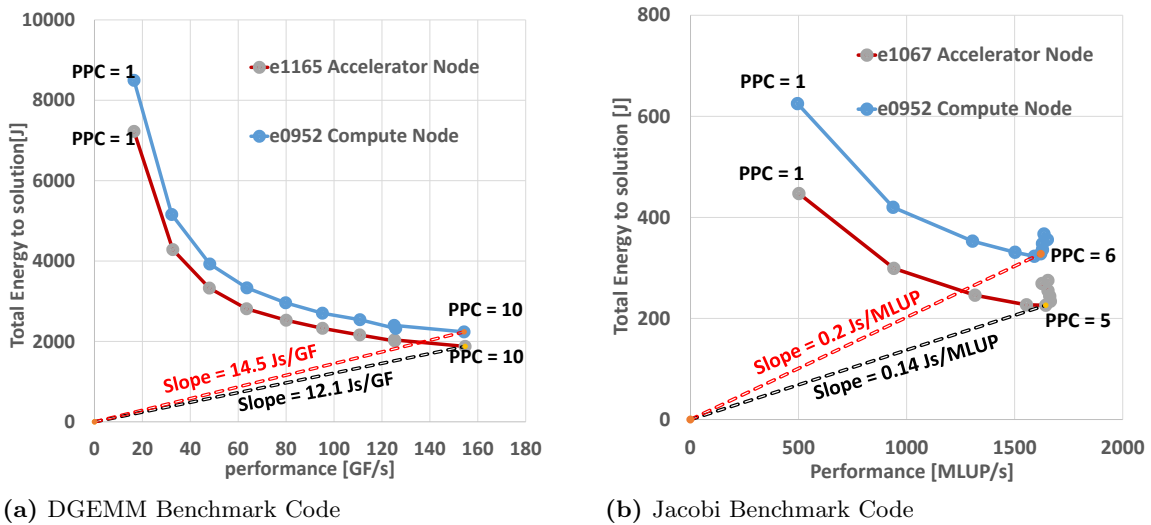 10000
8000
6000
4000
2000
0
Total Energy to solution[J]
PPC = 1
PPC = 1
e1165 Accelerator Node
e0952 Compute Node
PPC = 10
PPC = 10
Slope = 14.5 Js/GF
Slope = 12.1 Js/GF
0 20 40 60 80 100 120 140 160 180
performance [GF/s]
(a) DGEMM Benchmark Code
800
600
400
200
0
Total Energy to solution [J]
PPC = 1
PPC = 1
e1067 Accelerator Node
e0952 Compute Node
PPC = 6
PPC = 5
Slope = 0.2 Js/MLUP
Slope = 0.14 Js/MLUP
0 500 1000 1500 2000
Performance [MLUP/s]
(b) Jacobi Benchmark Code